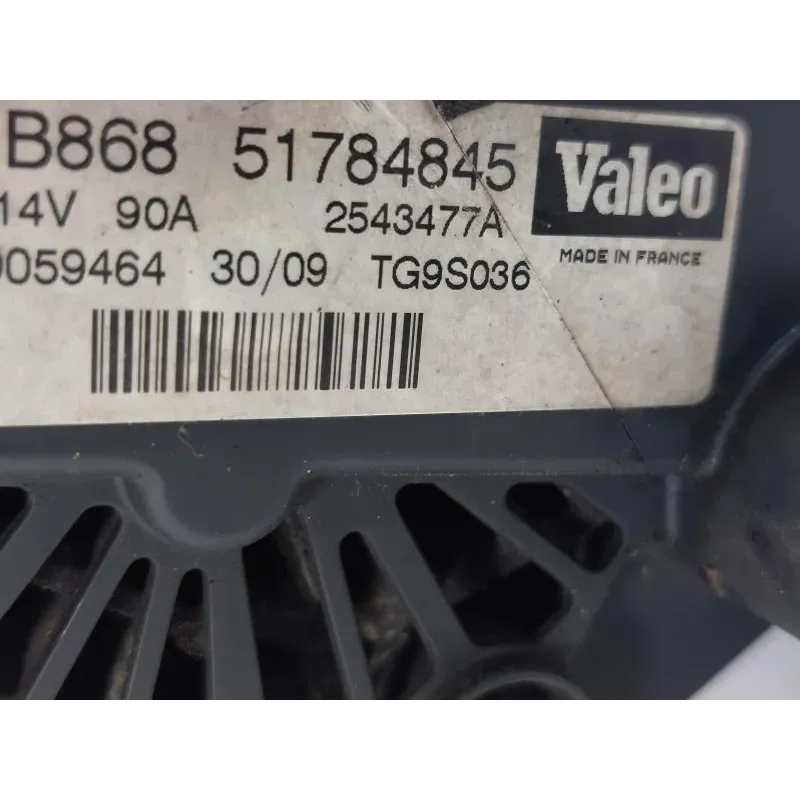 B868 51784845
14V 90A 2543477A
059464 30/09 TG9S036
Valeo
MADE IN FRANCE